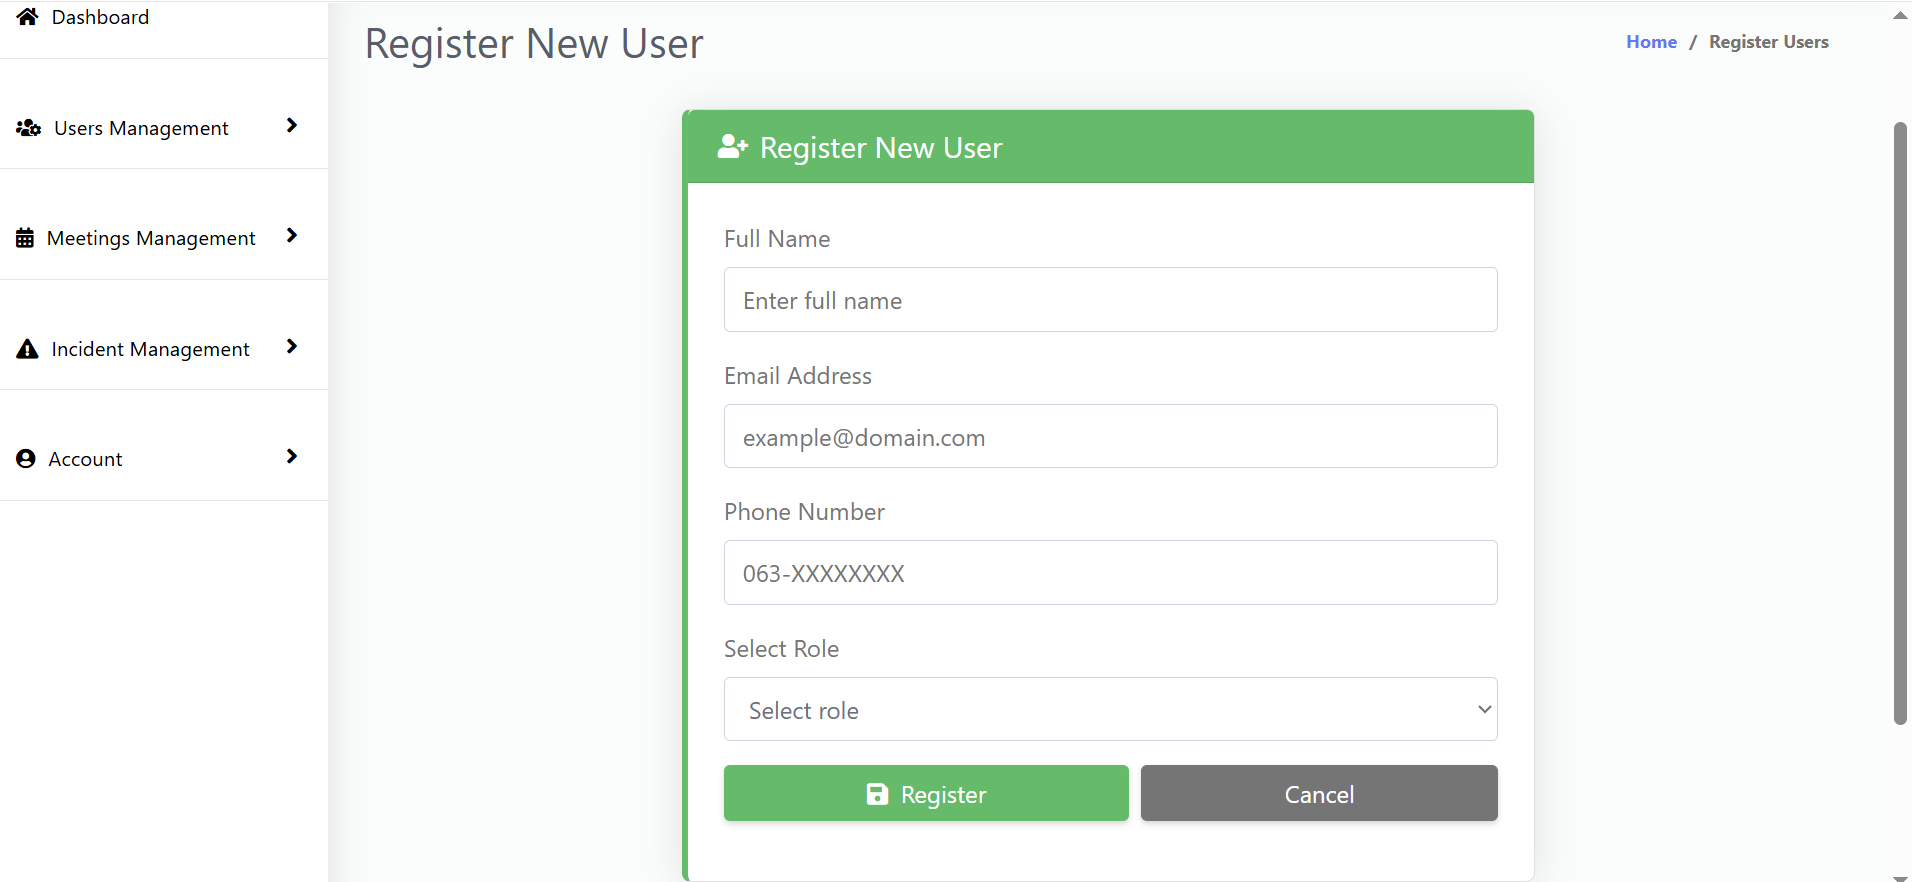 Dashboard
Users Management
Meetings Management
Incident Management
Account
Register New User
Home / Register Users
Register New User
Full Name
Enter full name
Email Address
example@domain.com
Phone Number
063-XXXXXXXX
Select Role
Select role
Register
Cancel